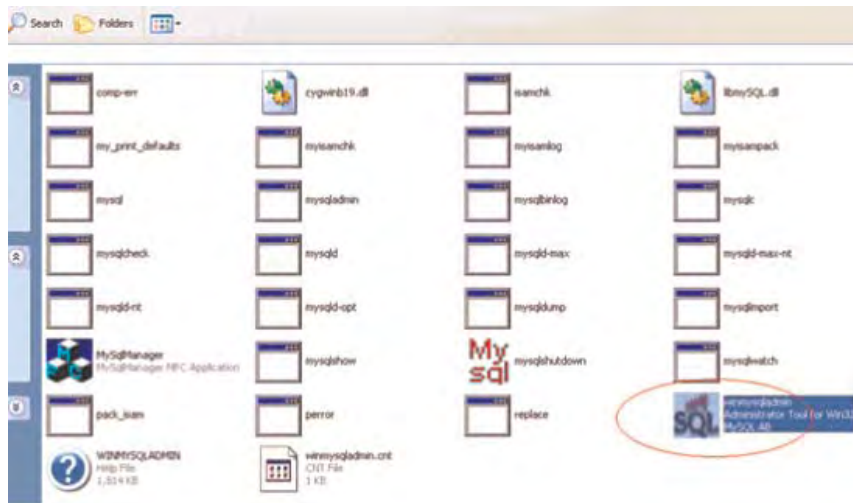 Search Folders
comp-err
cygwinb19.dll
isamchk
libmySQL.dll
my_print_defaults
myisamchk
myisamlog
myisampack
mysql
mysqladmin
mysqlbinlog
mysqlc
mysqlcheck
mysqld
mysqld-max
mysqld-max-nt
mysqld-nt
mysqld-opt
mysqldump
mysqlimport
MySqlManager
MySqlManager MFC Application
mysqlshow
My
sql
mysqlshutdown
mysqlwatch
pack_isam
perror
replace
SQL
winmysqladmin
Administrator Tool for Win32
MySQL AB
WINMYSQLADMIN
Help File
1,514 KB
winmysqladmin.cnt
CNT File
1 KB